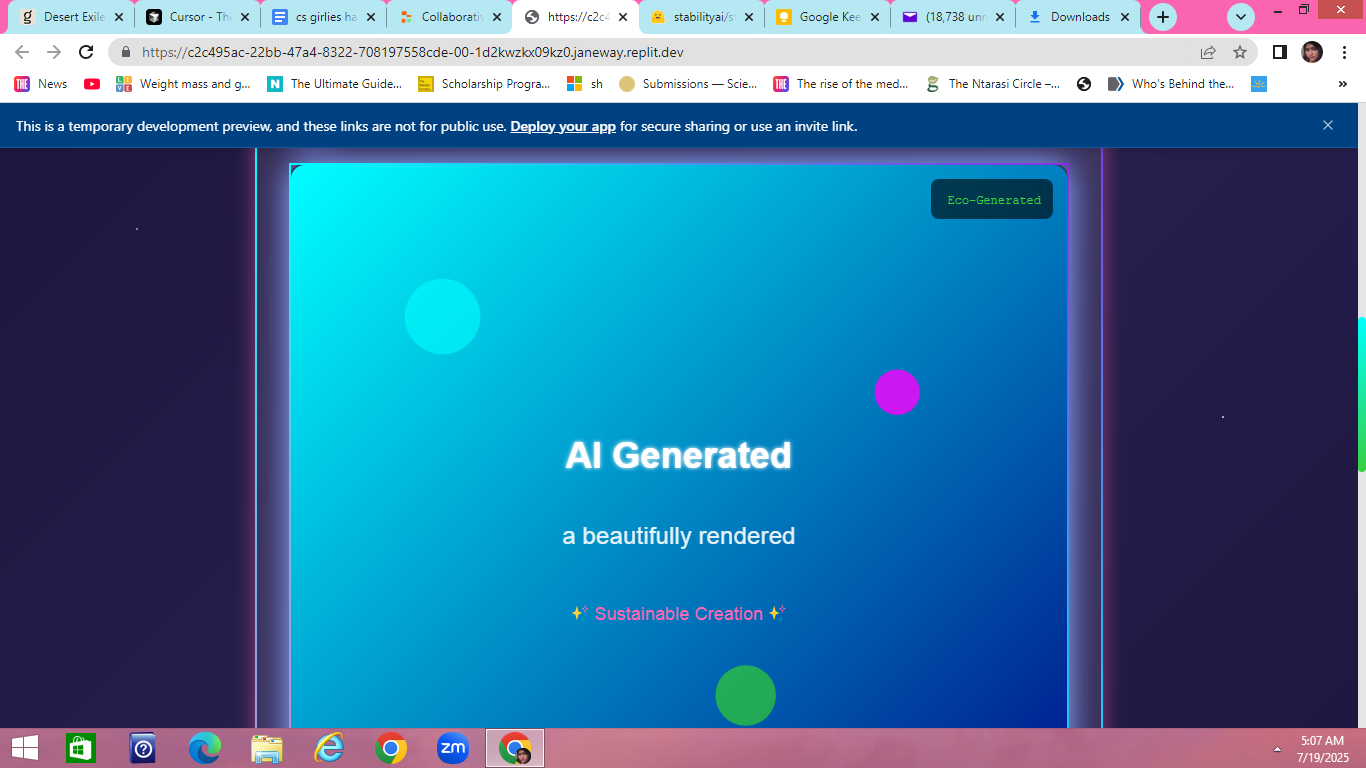 Desert Exile
Cursor - The
cs girlies ha
Collaborativ
https://c2c4
stabilityai/s
Google Kee
(18,738 unr
Downloads
https://c2c495ac-22bb-47a4-8322-708197558cde-00-1d2kwzkx09kz0.janeway.replit.dev
THE News
LIVE Weight mass and g...
N The Ultimate Guide...
Scholarship Progra...
sh
Submissions — Scie...
THE The rise of the med...
The Ntarasi Circle –...
Who's Behind the...
»
This is a temporary development preview, and these links are not for public use. Deploy your app for secure sharing or use an invite link.
Eco-Generated
AI Generated
a beautifully rendered
✨ Sustainable Creation ✨
zm
5:07 AM
7/19/2025